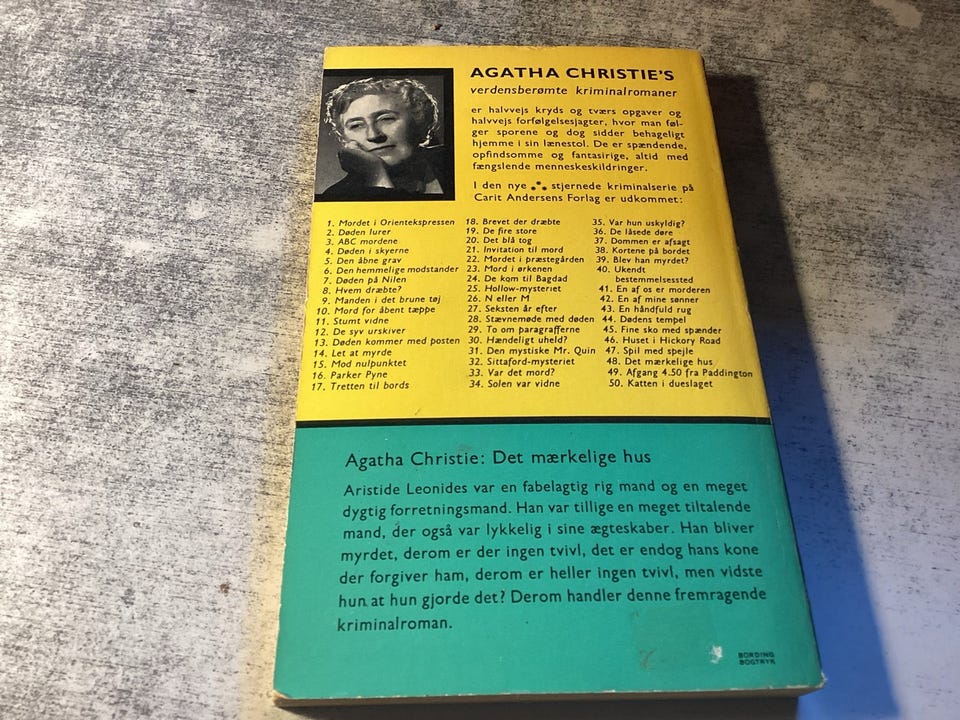 AGATHA CHRISTIE'S
verdensberømte kriminalromaner
er halvvejs kryds og tværs opgaver og
halvvejs forfølgelsesjagter, hvor man føl-
ger sporene og dog sidder behageligt
hjemme i sin lænestol. De er spændende,
opfindsomme og fantasirige, altid med
fængslende menneskeskildringer.
I den nye stjernede kriminalserie på
Carit Andersens Forlag er udkommet:
1. Mordet i Orientekspressen
2. Døden lurer
3. ABC mordene
4. Døden i skyerne
5. Den åbne grav
6. Den hemmelige modstander
7. Døden på Nilen
8. Hvem dræbte?
9. Manden i det brune tøj
10. Mord for åbent tæppe
11. Stumt vidne
12. De syv urskiver
13. Døden kommer med posten
14. Let at myrde
15. Mod nulpunktet
16. Parker Pyne
17. Tretten til bords
18. Brevet der dræbte
19. De fire store
20. Det blå tog
21. Invitation til mord
22. Mordet i præstegården
23. Mord i ørkenen
24. De kom til Bagdad
25. Hollow-mysteriet
26. N eller M
27. Seksten år efter
28. Stævnemøde med døden
29. To om paragrafferne
30. Hændeligt uheld?
31. Den mystiske Mr. Quin
32. Sittaford-mysteriet
33. Var det mord?
34. Solen var vidne
35. Var hun uskyldig?
36. De låsede døre
37. Dommen er afsagt
38. Kortene på bordet
39. Blev han myrdet?
40. Ukendt
bestemmelsessted
41. En af os er morderen
42. En af mine sønner
43. En håndfuld rug
44. Dødens tempel
45. Fine sko med spænder
46. Huset i Hickory Road
47. Spil med spejle
48. Det mærkelige hus
49. Afgang 4.50 fra Paddington
50. Katten i dueslaget
Agatha Christie: Det mærkelige hus
Aristide Leonides var en fabelagtig rig mand og en meget
dygtig forretningsmand. Han var tillige en meget tiltalende
mand, der også var lykkelig i sine ægteskaber. Han bliver
myrdet, derom er der ingen tvivl, det er endog hans kone
der forgiver ham, derom er heller ingen tvivl, men vidste
hun at hun gjorde det? Derom handler denne fremragende
kriminalroman.
BORDING
BOGTRYK